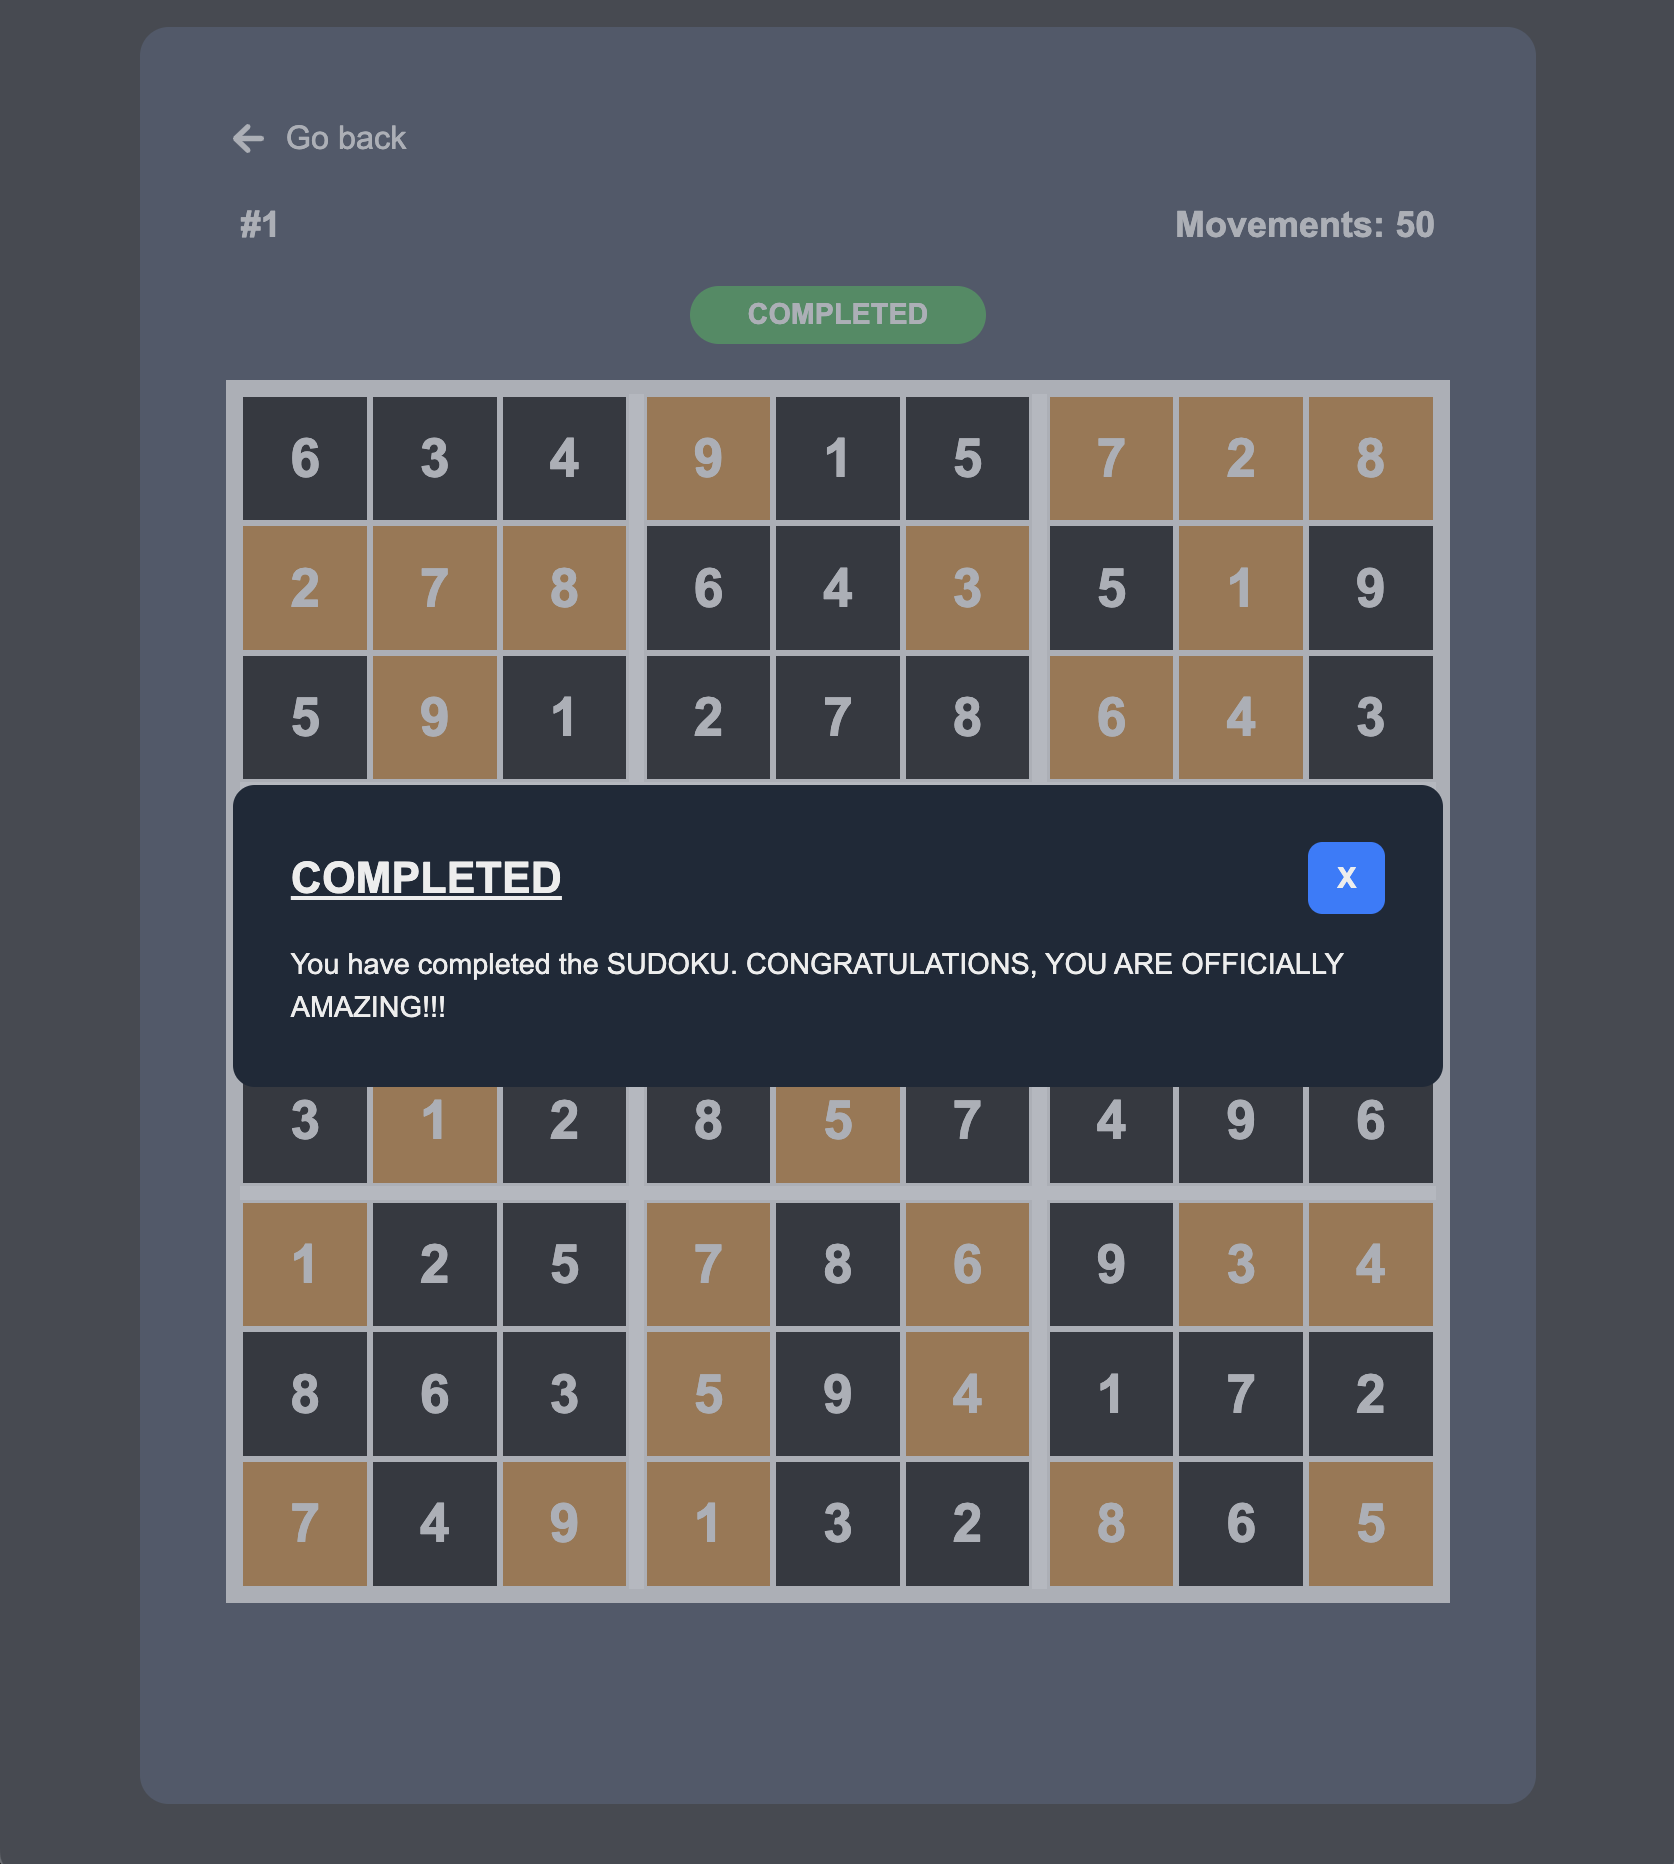 Go back
#1 Movements: 50
COMPLETED
6 3 4 9 1 5 7 2 8
2 7 8 6 4 3 5 1 9
5 9 1 2 7 8 6 4 3
COMPLETED X
You have completed the SUDOKU. CONGRATULATIONS, YOU ARE OFFICIALLY
AMAZING!!!
3 1 2 8 5 7 4 9 6
1 2 5 7 8 6 9 3 4
8 6 3 5 9 4 1 7 2
7 4 9 1 3 2 8 6 5